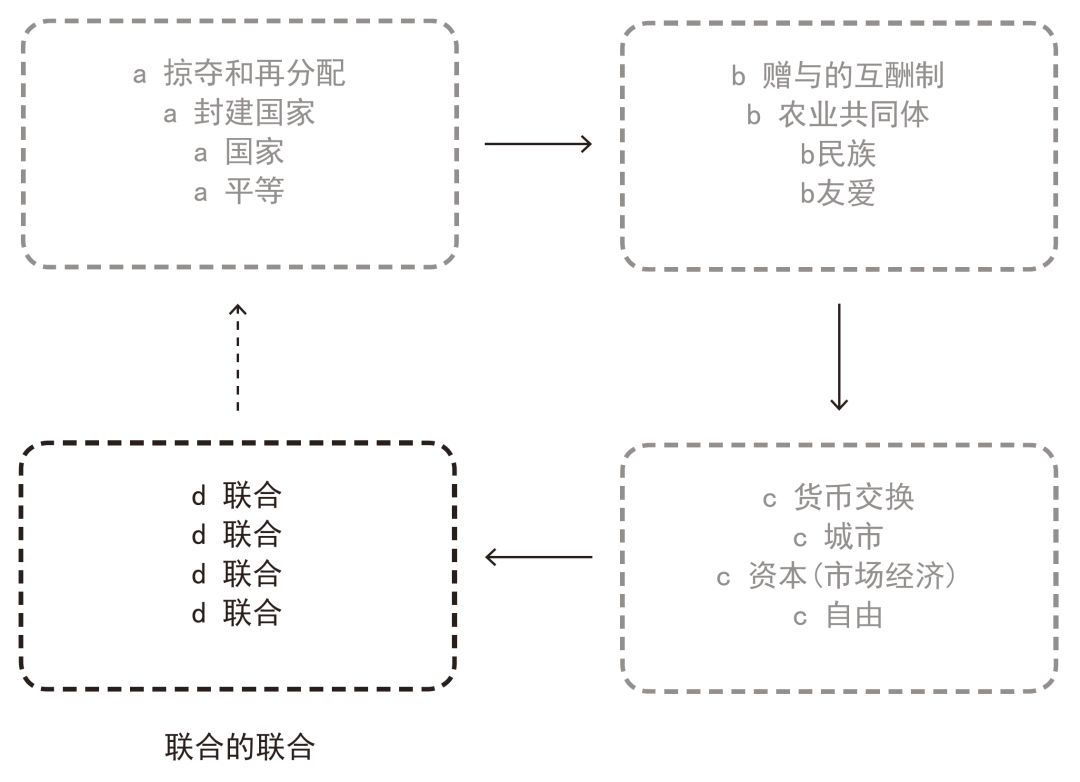 a 掠夺和再分配
a 封建国家
a 国家
a 平等
b 赠与的互酬制
b 农业共同体
b民族
b友爱
d 联合
d 联合
d 联合
d 联合
c 货币交换
c 城市
c 资本(市场经济)
c 自由
联合的联合